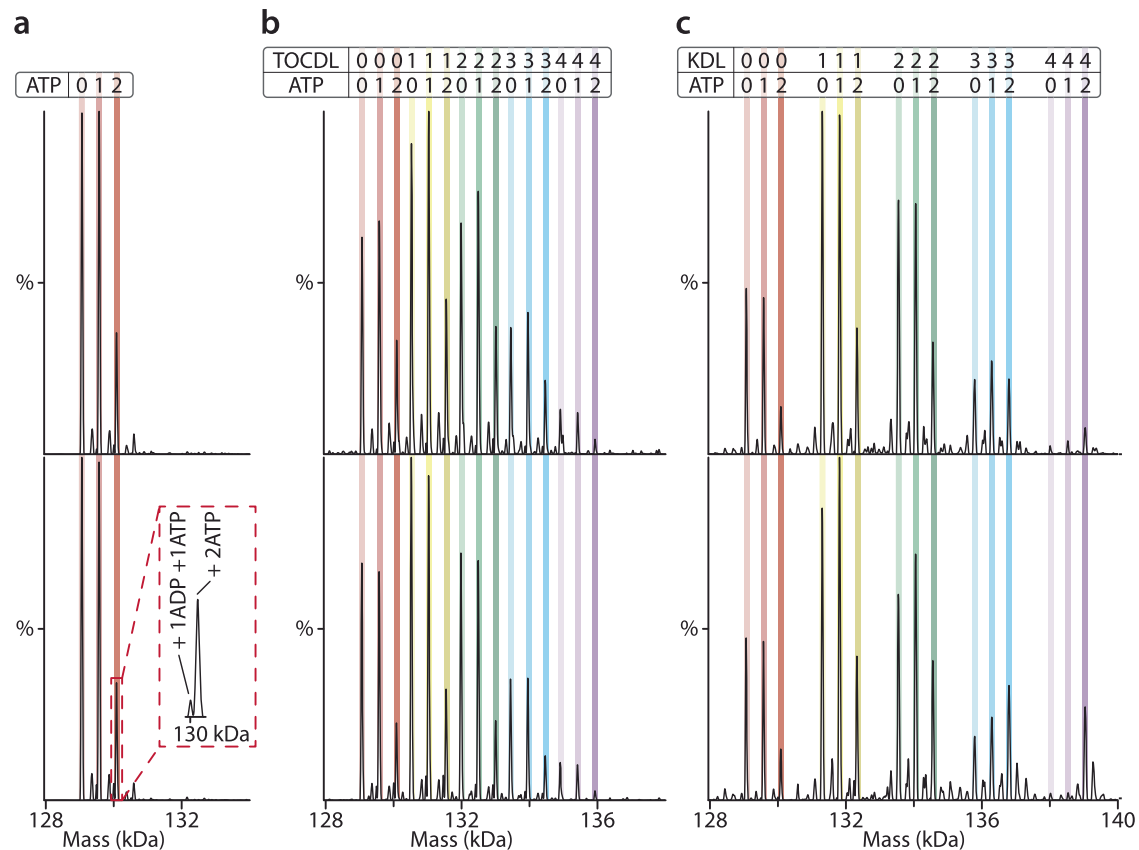 a
b
c
TOCDL 0 0 0 1 1 1 2 2 2 3 3 3 4 4 4
KDL 0 0 0 1 1 1 2 2 2 3 3 3 4 4 4
ATP 0 1 2
ATP 0 1 2 0 1 2 0 1 2 0 1 2 0 1 2
ATP 0 1 2 0 1 2 0 1 2 0 1 2 0 1 2
%
%
%
+ 1ADP +1ATP
+ 2ATP
%
%
%
130 kDa
128 132
128 132 136
128 132 136 140
Mass (kDa)
Mass (kDa)
Mass (kDa)